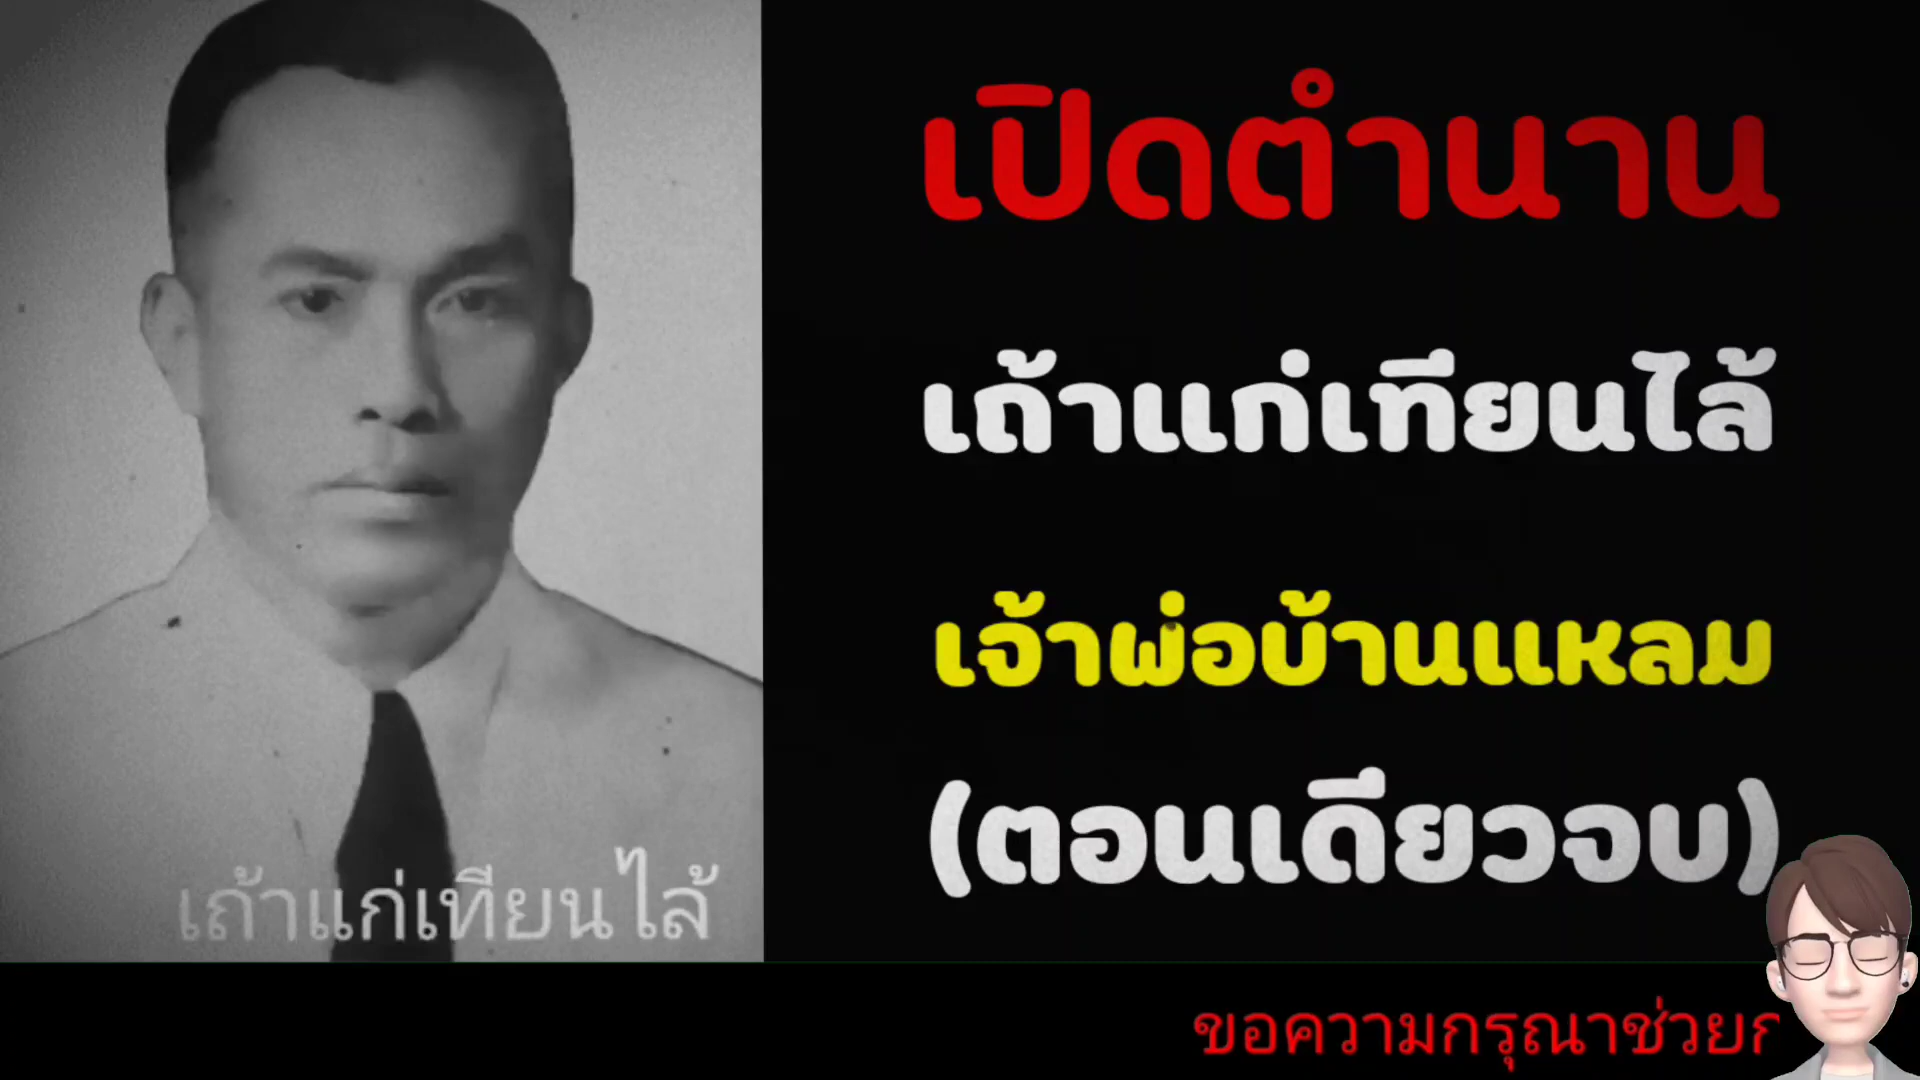 เปิดตำนาน
เถ้าแก่เทียนไล้
เจ้าพ่อบ้านแหลม
(ตอนเดียวจบ)
เถ้าแก่เทียนไล้
ขอความกรุณาช่วย